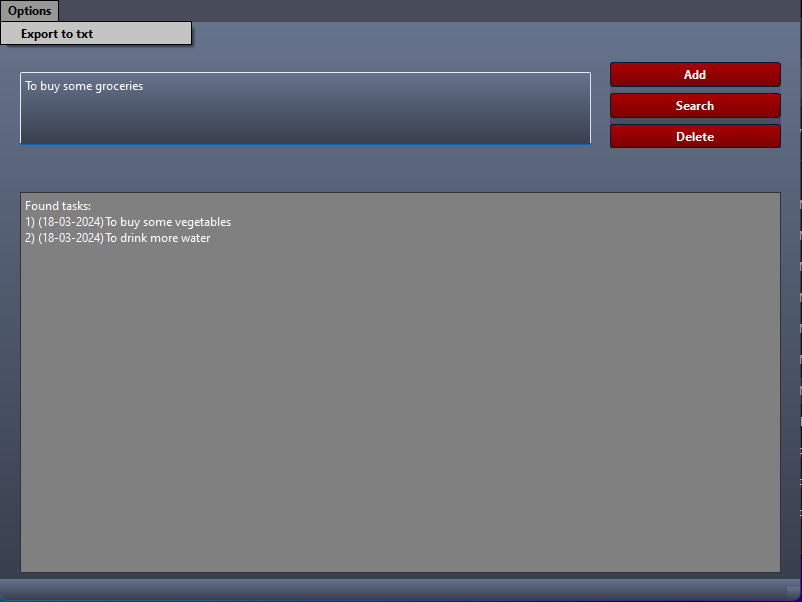 Options
Export to txt
To buy some groceries
Add
Search
Delete
Found tasks:
1) (18-03-2024) To buy some vegetables
2) (18-03-2024) To drink more water